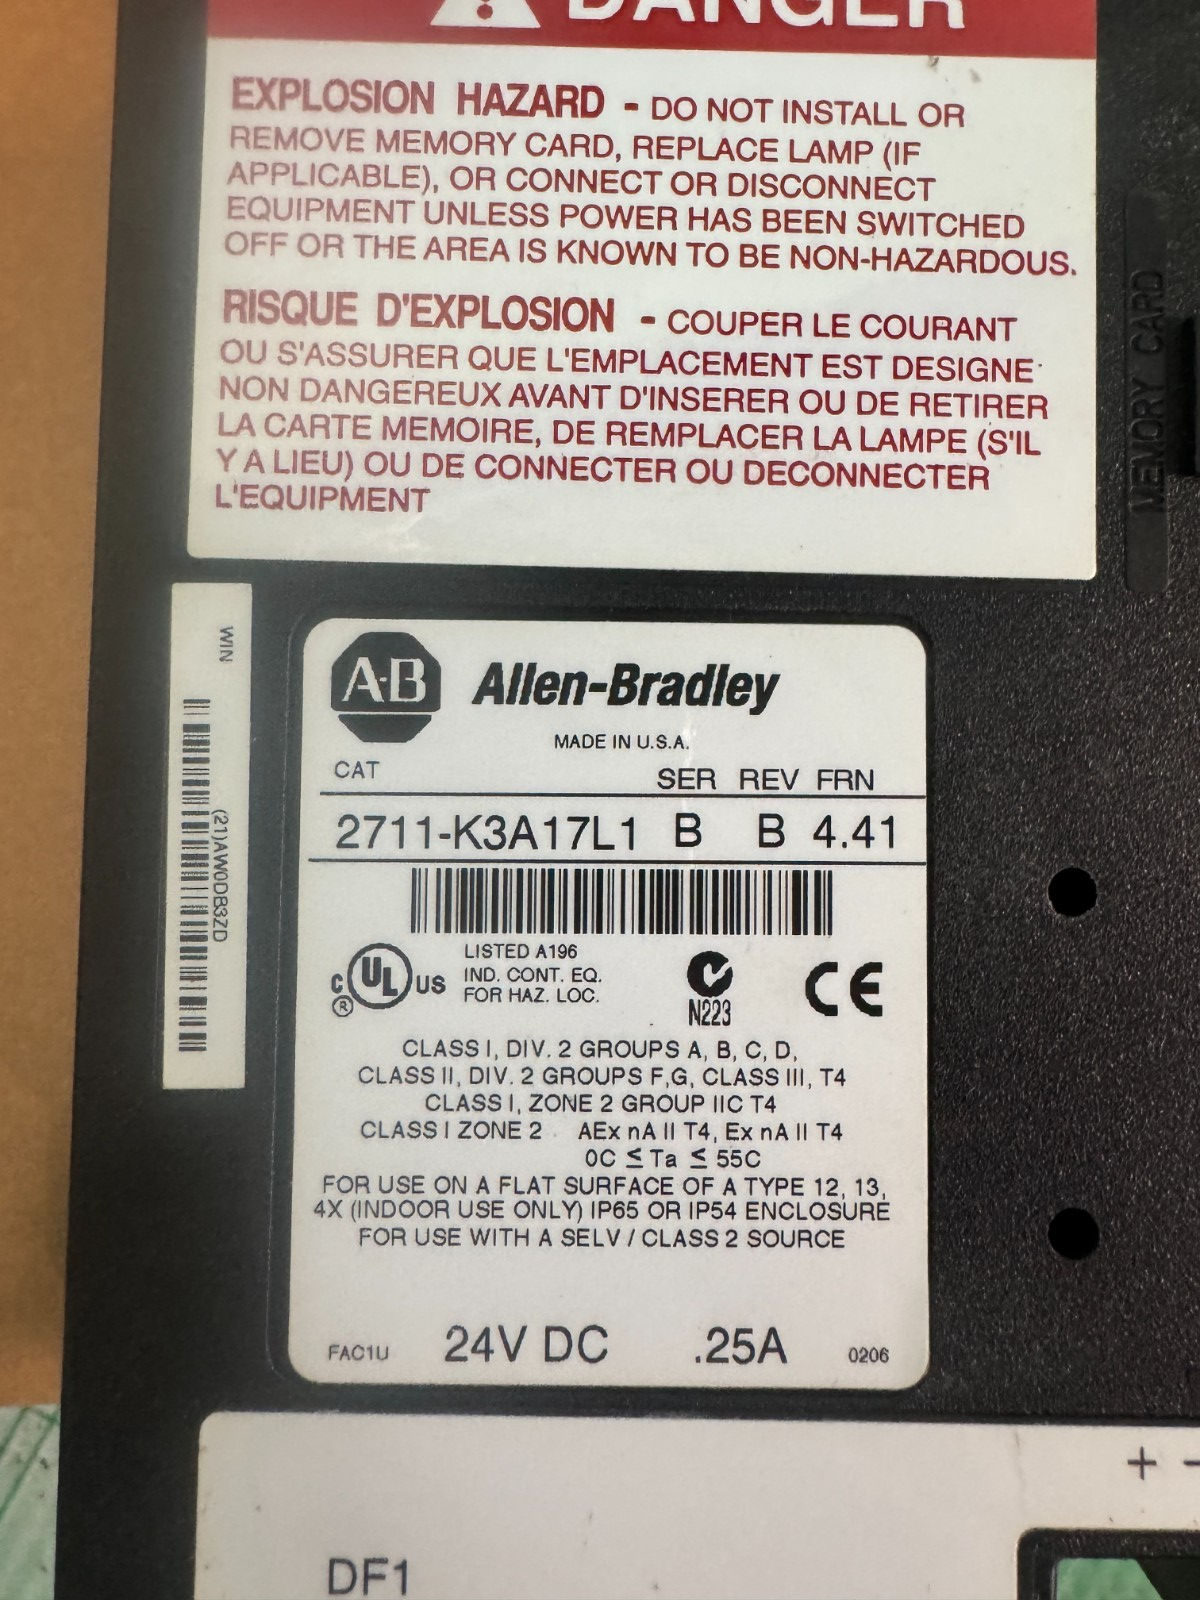 DANGER
EXPLOSION HAZARD - DO NOT INSTALL OR
REMOVE MEMORY CARD, REPLACE LAMP (IF
APPLICABLE), OR CONNECT OR DISCONNECT
EQUIPMENT UNLESS POWER HAS BEEN SWITCHED
OFF OR THE AREA IS KNOWN TO BE NON-HAZARDOUS.
RISQUE D'EXPLOSION - COUPER LE COURANT
OU S'ASSURER QUE L'EMPLACEMENT EST DESIGNE
NON DANGEREUX AVANT D'INSERER OU DE RETIRER
LA CARTE MEMOIRE, DE REMPLACER LA LAMPE (S'IL
Y A LIEU) OU DE CONNECTER OU DECONNECTER
L'EQUIPMENT
MEMORY CARD
WIN
(21)AW0DB3ZD
A-B Allen-Bradley
MADE IN U.S.A.
CAT SER REV FRN
2711-K3A17L1 B B 4.41
C UL US ®
LISTED A196
IND. CONT. EQ.
FOR HAZ. LOC.
N223
CE
CLASS I, DIV. 2 GROUPS A, B, C, D,
CLASS II, DIV. 2 GROUPS F,G, CLASS III, T4
CLASS I, ZONE 2 GROUP IIC T4
CLASS I ZONE 2 AEx nA II T4, Ex nA II T4
0C ≤ Ta ≤ 55C
FOR USE ON A FLAT SURFACE OF A TYPE 12, 13,
4X (INDOOR USE ONLY) IP65 OR IP54 ENCLOSURE
FOR USE WITH A SELV / CLASS 2 SOURCE
FAC1U 24V DC .25A 0206
+ -
DF1